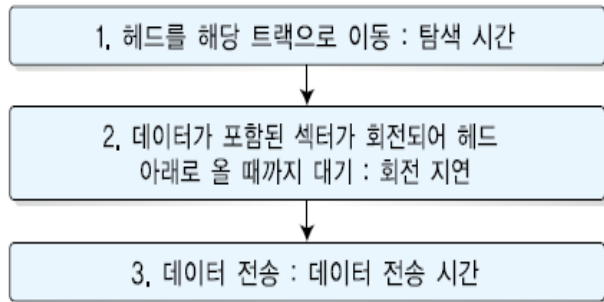 1. 헤드를 해당 트랙으로 이동 : 탐색 시간
2. 데이터가 포함된 섹터가 회전되어 헤드
아래로 올 때까지 대기 : 회전 지연
3. 데이터 전송 : 데이터 전송 시간